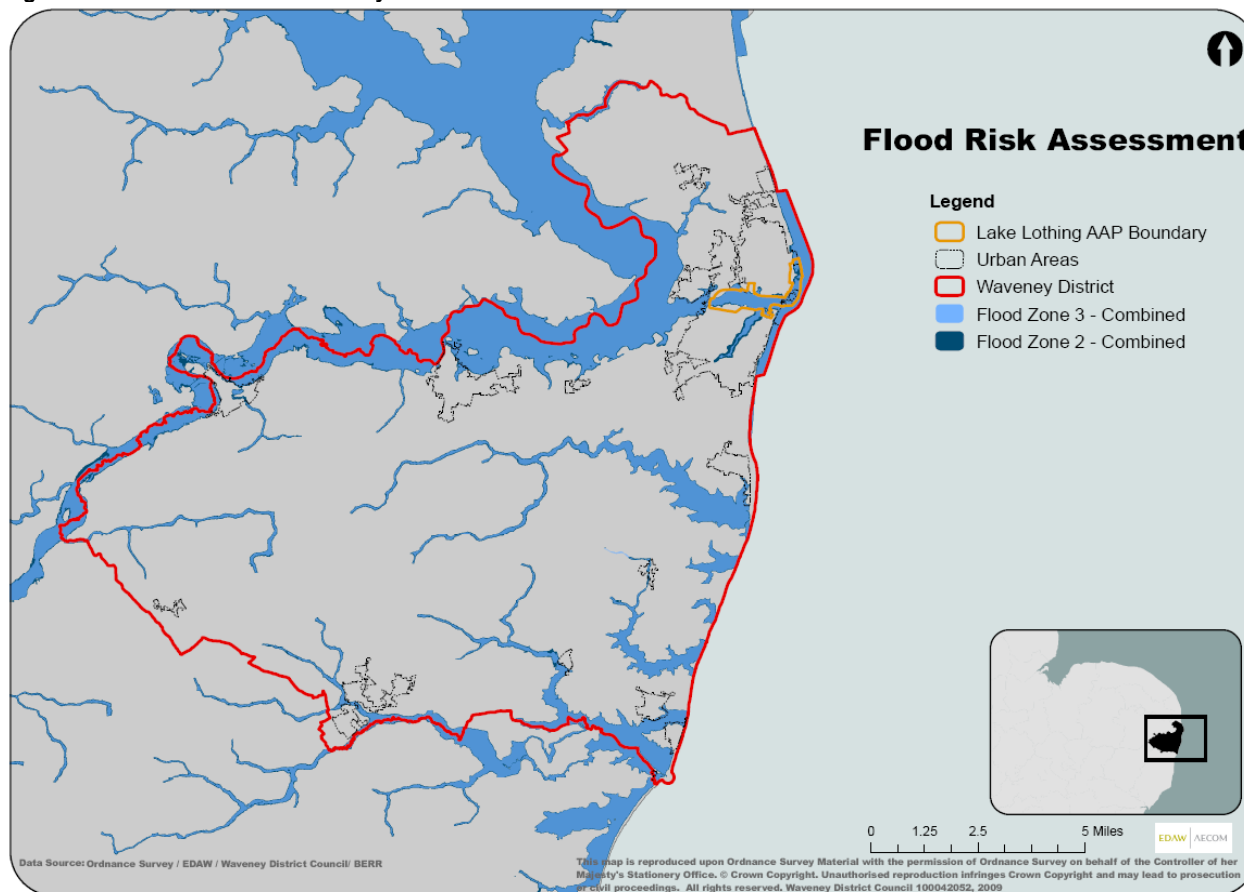 Flood Risk Assessment
Legend
Lake Lothing AAP Boundary
Urban Areas
Waveney District
Flood Zone 3 - Combined
Flood Zone 2 - Combined
0 1.25 2.5 5 Miles
EDAW AECOM
Data Source: Ordnance Survey / EDAW / Waveney District Council/ BERR
This map is reproduced upon Ordnance Survey Material with the permission of Ordnance Survey on behalf of the Controller of her
Majesty's Stationery Office. © Crown Copyright. Unauthorised reproduction infringes Crown Copyright and may lead to prosecution
or civil proceedings. All rights reserved. Waveney District Council 100042052, 2009